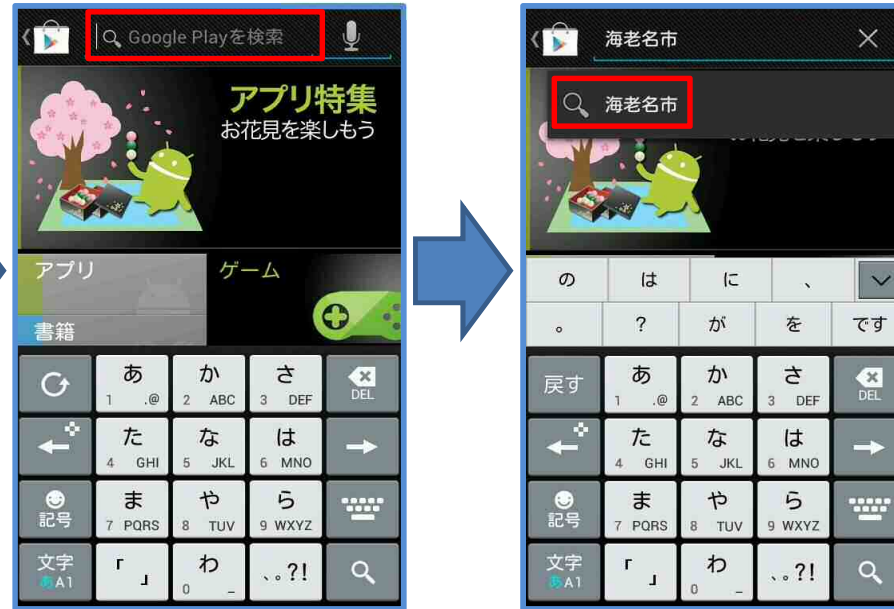 Google Playを検索
アプリ特集
お花見を楽しもう
アプリ
ゲーム
書籍
あ か さ
1 .@ 2 ABC 3 DEF DEL
た な は
4 GHI 5 JKL 6 MNO
ま や ら
記号 7 PQRS 8 TUV 9 WXYZ
文字 「 」 わ 、。?!
あA1 0 _
海老名市
海老名市
の は に 、
。 ? が を です
戻す あ か さ
1 .@ 2 ABC 3 DEF DEL
た な は
4 GHI 5 JKL 6 MNO
ま や ら
記号 7 PQRS 8 TUV 9 WXYZ
文字 「 」 わ 、。?!
あA1 0 _